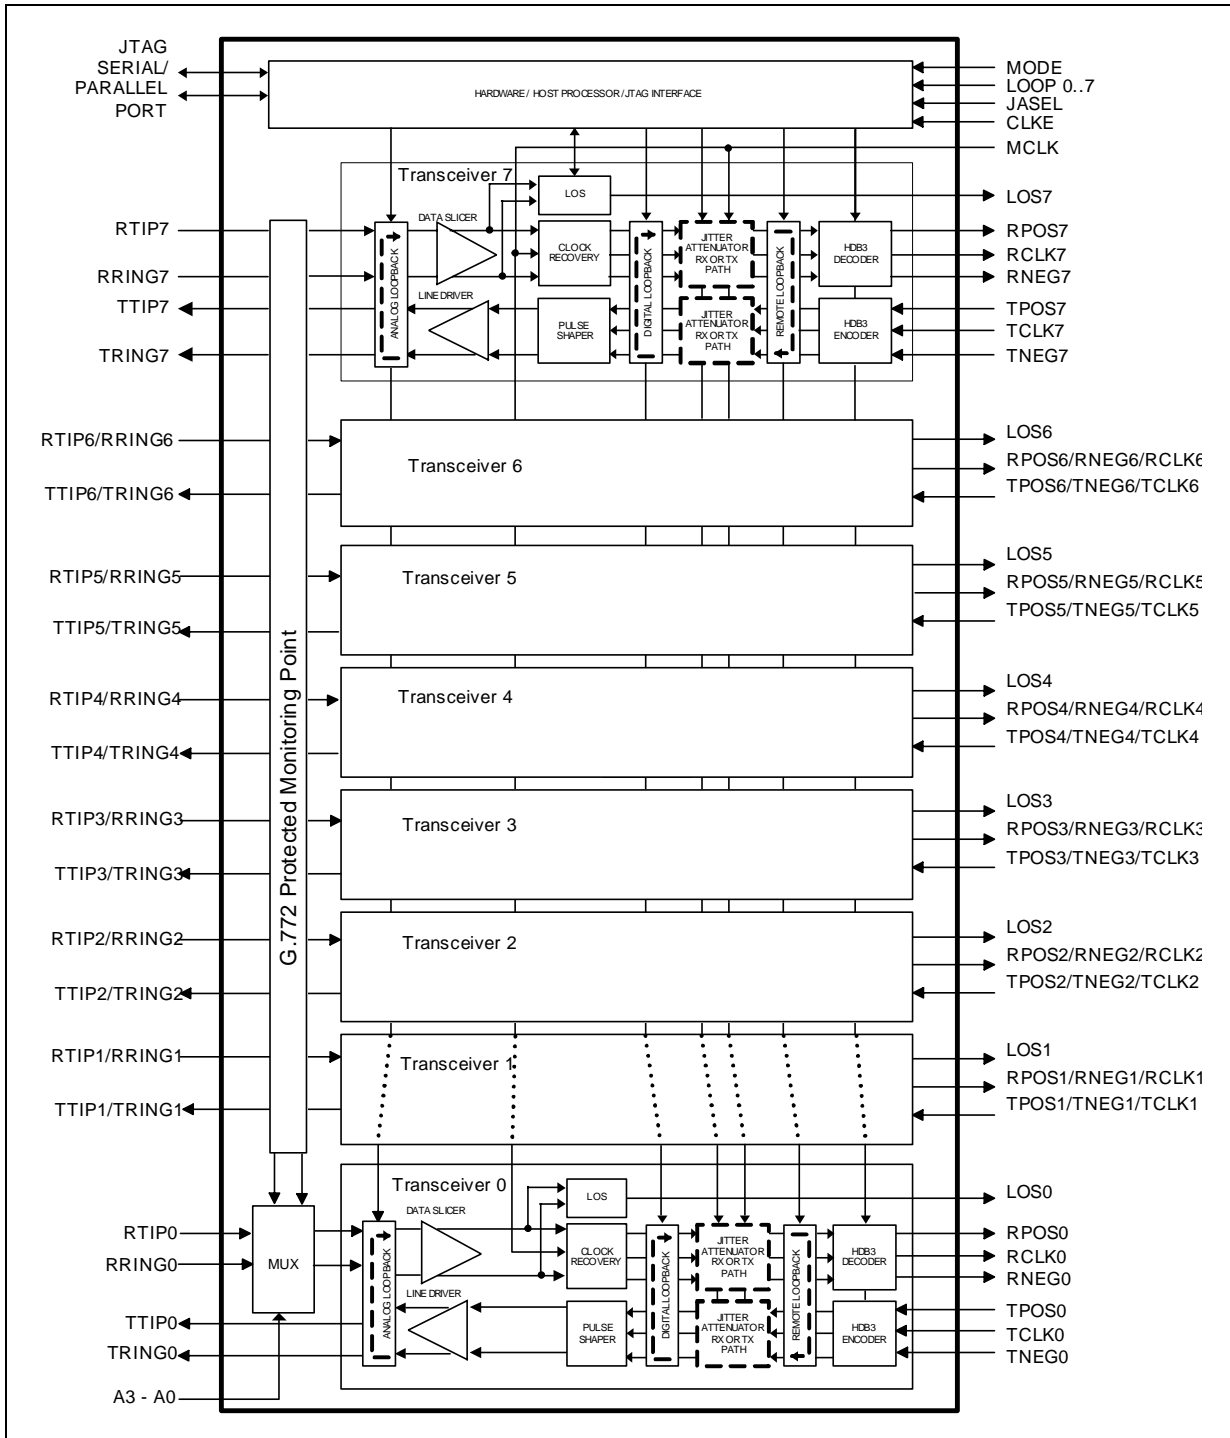 JTAG
SERIAL/
PARALLEL
PORT
HARDWARE / HOST PROCESSOR / JTAG INTERFACE
MODE
LOOP 0..7
JASEL
CLKE
MCLK
Transceiver 7
LOS
LOS7
RTIP7
RRING7
TTIP7
TRING7
ANALOG LOOPBACK
DATA SLICER
LINE DRIVER
CLOCK
RECOVERY
PULSE
SHAPER
DIGITAL LOOPBACK
JITTER
ATTENUATOR
RX OR TX
PATH
JITTER
ATTENUATOR
RX OR TX
PATH
REMOTE LOOPBACK
HDB3
DECODER
HDB3
ENCODER
RPOS7
RCLK7
RNEG7
TPOS7
TCLK7
TNEG7
G.772 Protected Monitoring Point
RTIP6/RRING6
TTIP6/TRING6
Transceiver 6
LOS6
RPOS6/RNEG6/RCLK6
TPOS6/TNEG6/TCLK6
RTIP5/RRING5
TTIP5/TRING5
Transceiver 5
LOS5
RPOS5/RNEG5/RCLK5
TPOS5/TNEG5/TCLK5
RTIP4/RRING4
TTIP4/TRING4
Transceiver 4
LOS4
RPOS4/RNEG4/RCLK4
TPOS4/TNEG4/TCLK4
RTIP3/RRING3
TTIP3/TRING3
Transceiver 3
LOS3
RPOS3/RNEG3/RCLK3
TPOS3/TNEG3/TCLK3
RTIP2/RRING2
TTIP2/TRING2
Transceiver 2
LOS2
RPOS2/RNEG2/RCLK2
TPOS2/TNEG2/TCLK2
RTIP1/RRING1
TTIP1/TRING1
Transceiver 1
LOS1
RPOS1/RNEG1/RCLK1
TPOS1/TNEG1/TCLK1
Transceiver 0
LOS
LOS0
RTIP0
RRING0
TTIP0
TRING0
A3 - A0
MUX
ANALOG LOOPBACK
DATA SLICER
LINE DRIVER
CLOCK
RECOVERY
PULSE
SHAPER
DIGITAL LOOPBACK
JITTER
ATTENUATOR
RX OR TX
PATH
JITTER
ATTENUATOR
RX OR TX
PATH
REMOTE LOOPBACK
HDB3
DECODER
HDB3
ENCODER
RPOS0
RCLK0
RNEG0
TPOS0
TCLK0
TNEG0